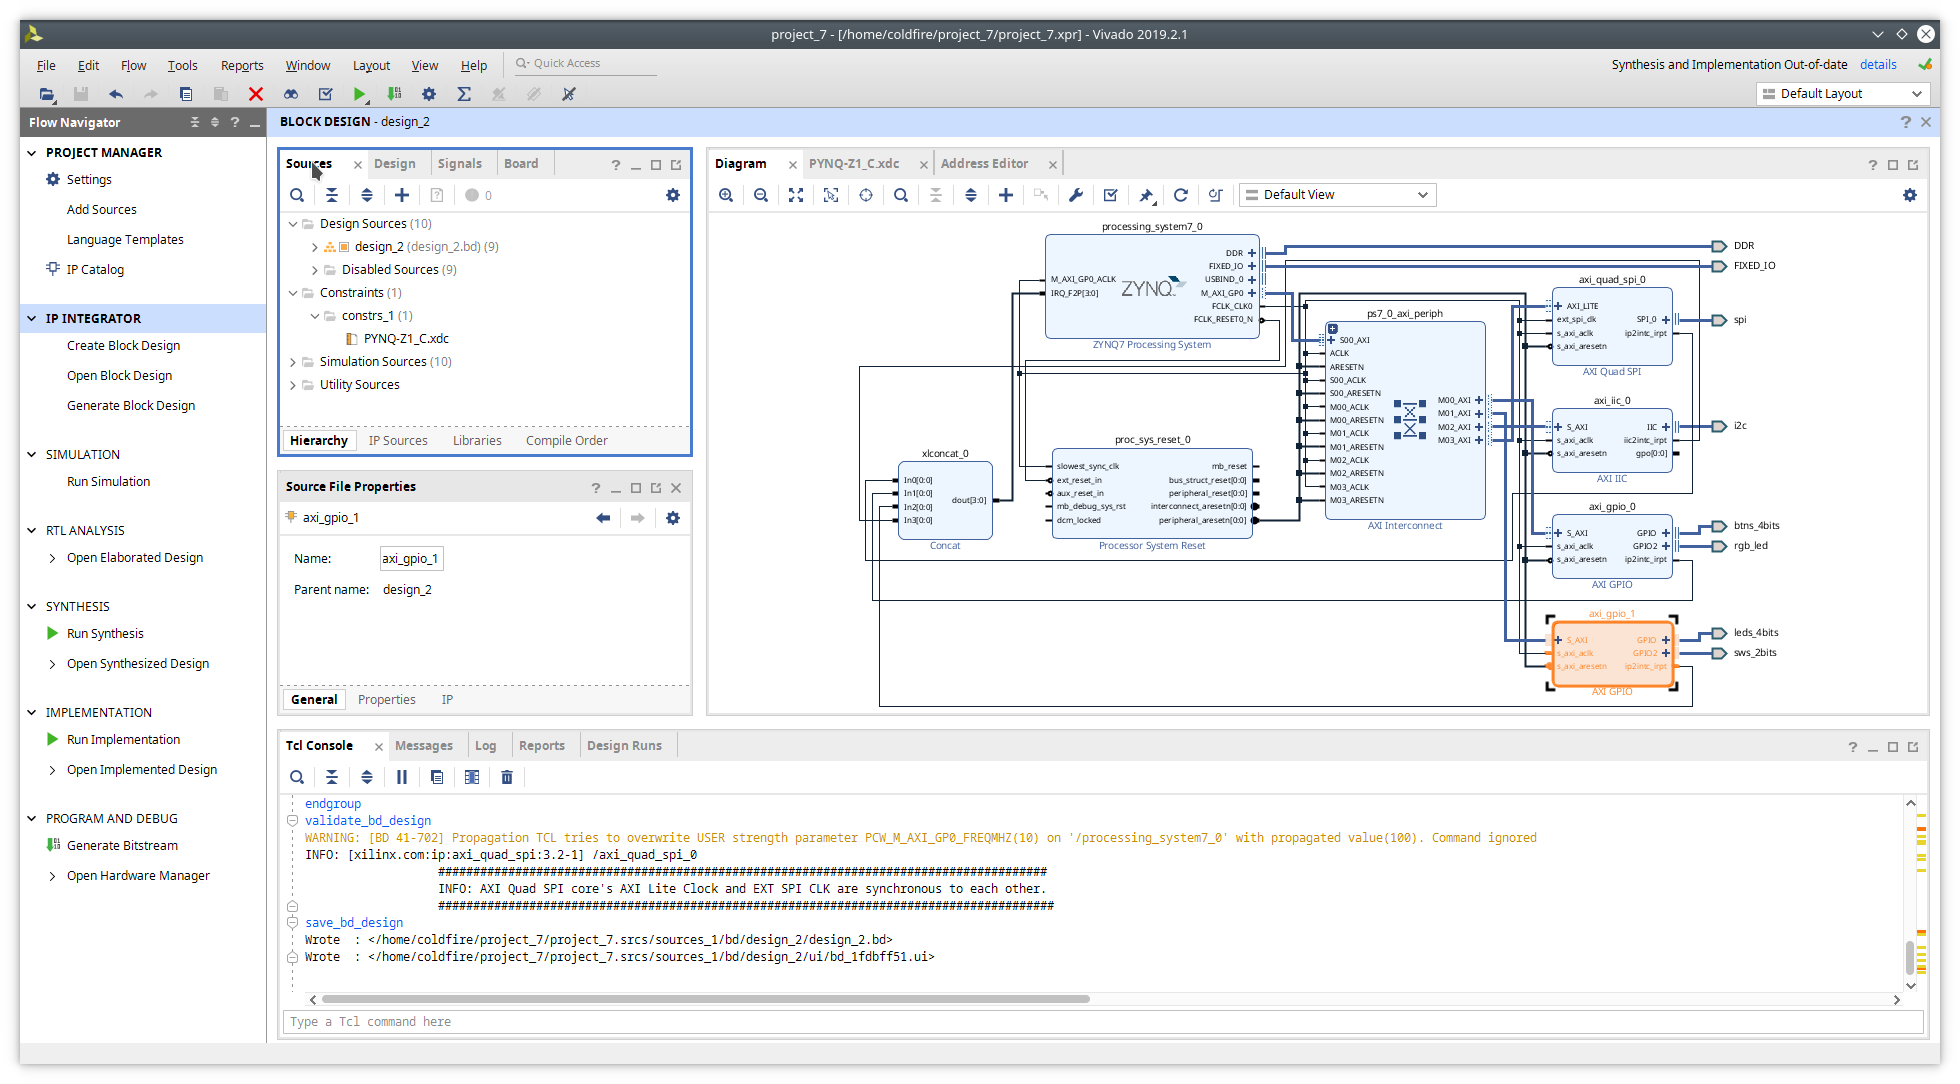 project_7 - [/home/coldfire/project_7/project_7.xpr] - Vivado 2019.2.1
File Edit Flow Tools Reports Window Layout View Help Quick Access
Synthesis and Implementation Out-of-date details
Default Layout
Flow Navigator
PROJECT MANAGER
Settings
Add Sources
Language Templates
IP Catalog
IP INTEGRATOR
Create Block Design
Open Block Design
Generate Block Design
SIMULATION
Run Simulation
RTL ANALYSIS
Open Elaborated Design
SYNTHESIS
Run Synthesis
Open Synthesized Design
IMPLEMENTATION
Run Implementation
Open Implemented Design
PROGRAM AND DEBUG
Generate Bitstream
Open Hardware Manager
BLOCK DESIGN - design_2
Sources Design Signals Board
0
Design Sources (10)
design_2 (design_2.bd) (9)
Disabled Sources (9)
Constraints (1)
constrs_1 (1)
PYNQ-Z1_C.xdc
Simulation Sources (10)
Utility Sources
Hierarchy IP Sources Libraries Compile Order
Source File Properties
axi_gpio_1
Name: axi_gpio_1
Parent name: design_2
General Properties IP
Diagram PYNQ-Z1_C.xdc Address Editor
Default View
processing_system7_0
M_AXI_GP0_ACLK
IRQ_F2P[3:0]
ZYNQ
DDR
FIXED_IO
USBIND_0
M_AXI_GP0
FCLK_CLK0
FCLK_RESET0_N
ZYNQ7 Processing System
xlconcat_0
In0[0:0]
In1[0:0]
In2[0:0]
In3[0:0]
dout[3:0]
Concat
proc_sys_reset_0
slowest_sync_clk
ext_reset_in
aux_reset_in
mb_debug_sys_rst
dcm_locked
mb_reset
bus_struct_reset[0:0]
peripheral_reset[0:0]
interconnect_aresetn[0:0]
peripheral_aresetn[0:0]
Processor System Reset
ps7_0_axi_periph
S00_AXI
ACLK
ARESETN
S00_ACLK
S00_ARESETN
M00_ACLK
M00_ARESETN
M01_ACLK
M01_ARESETN
M02_ACLK
M02_ARESETN
M03_ACLK
M03_ARESETN
M00_AXI
M01_AXI
M02_AXI
M03_AXI
AXI Interconnect
axi_quad_spi_0
AXI_LITE
ext_spi_clk
s_axi_aclk
s_axi_aresetn
SPI_0
ip2intc_irpt
AXI Quad SPI
axi_iic_0
S_AXI
s_axi_aclk
s_axi_aresetn
IIC
iic2intc_irpt
gpo[0:0]
AXI IIC
axi_gpio_0
S_AXI
s_axi_aclk
s_axi_aresetn
GPIO
GPIO2
ip2intc_irpt
AXI GPIO
axi_gpio_1
S_AXI
s_axi_aclk
s_axi_aresetn
GPIO
GPIO2
ip2intc_irpt
AXI GPIO
DDR
FIXED_IO
spi
i2c
btns_4bits
rgb_led
leds_4bits
sws_2bits
Tcl Console Messages Log Reports Design Runs
endgroup
validate_bd_design
WARNING: [BD 41-702] Propagation TCL tries to overwrite USER strength parameter PCW_M_AXI_GP0_FREQMHZ(10) on '/processing_system7_0' with propagated value(100). Command ignored
INFO: [xilinx.com:ip:axi_quad_spi:3.2-1] /axi_quad_spi_0
######################################################################################
INFO: AXI Quad SPI core's AXI Lite Clock and EXT SPI CLK are synchronous to each other.
#######################################################################################
save_bd_design
Wrote : </home/coldfire/project_7/project_7.srcs/sources_1/bd/design_2/design_2.bd>
Wrote : </home/coldfire/project_7/project_7.srcs/sources_1/bd/design_2/ui/bd_1fdbff51.ui>
Type a Tcl command here